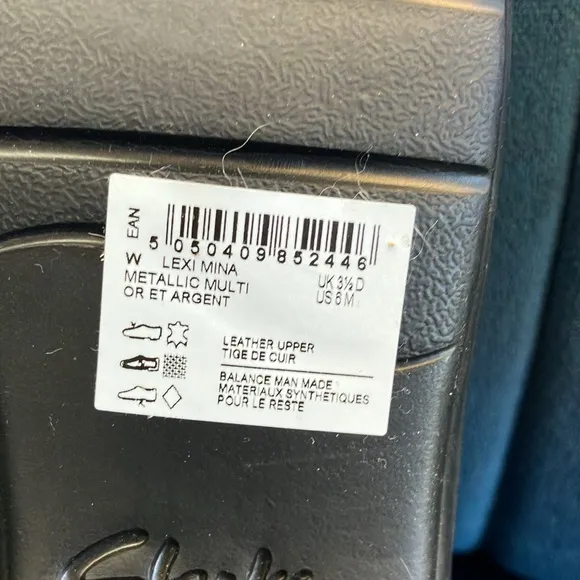 EAN
5 050409 852446
W LEXI MINA
METALLIC MULTI UK 3½ D
OR ET ARGENT US 6 M
LEATHER UPPER
TIGE DE CUIR
BALANCE MAN MADE
MATERIAUX SYNTHETIQUES
POUR LE RESTE
Clarks